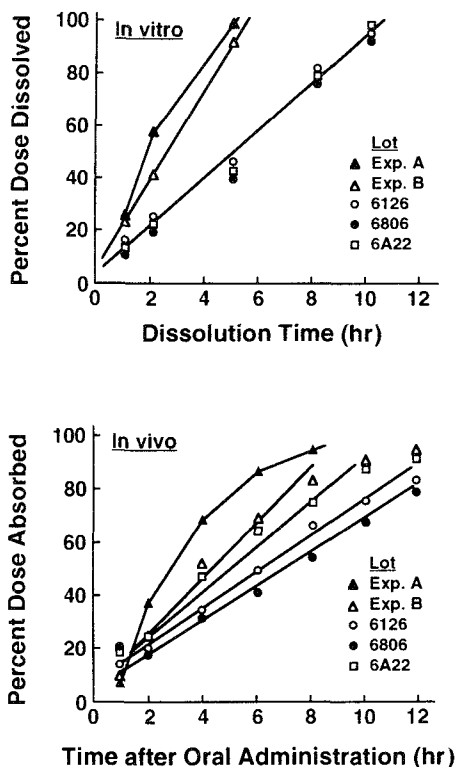 100
In vitro
80
60
40
20
0
Percent Dose Dissolved
Lot
Exp. A
Exp. B
6126
6806
6A22
0 2 4 6 8 10 12
Dissolution Time (hr)
100
In vivo
80
60
40
20
0
Percent Dose Absorbed
Lot
Exp. A
Exp. B
6126
6806
6A22
0 2 4 6 8 10 12
Time after Oral Administration (hr)